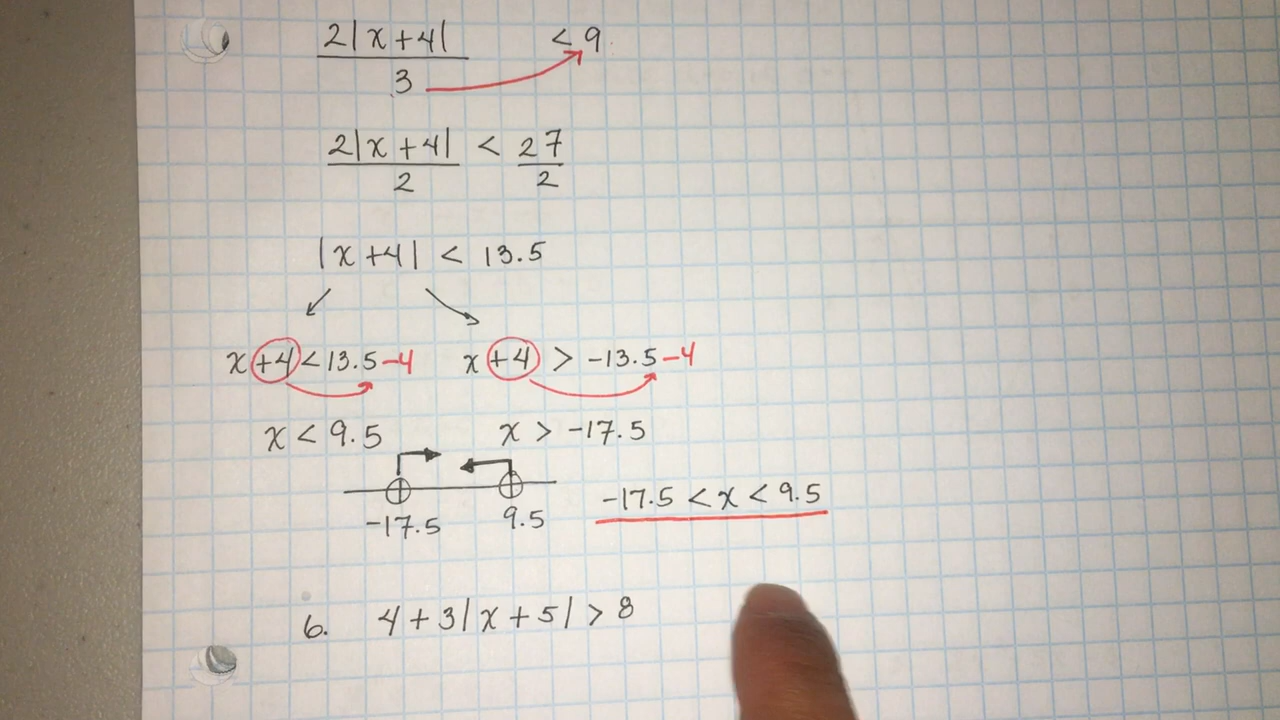 2|x+4| < 9
3
2|x+4| < 27
2 2
|x+4| < 13.5
x+4<13.5-4 x+4 > -13.5-4
x < 9.5 x > -17.5
-17.5 9.5 -17.5 < x < 9.5
6. 4+3|x+5| > 8